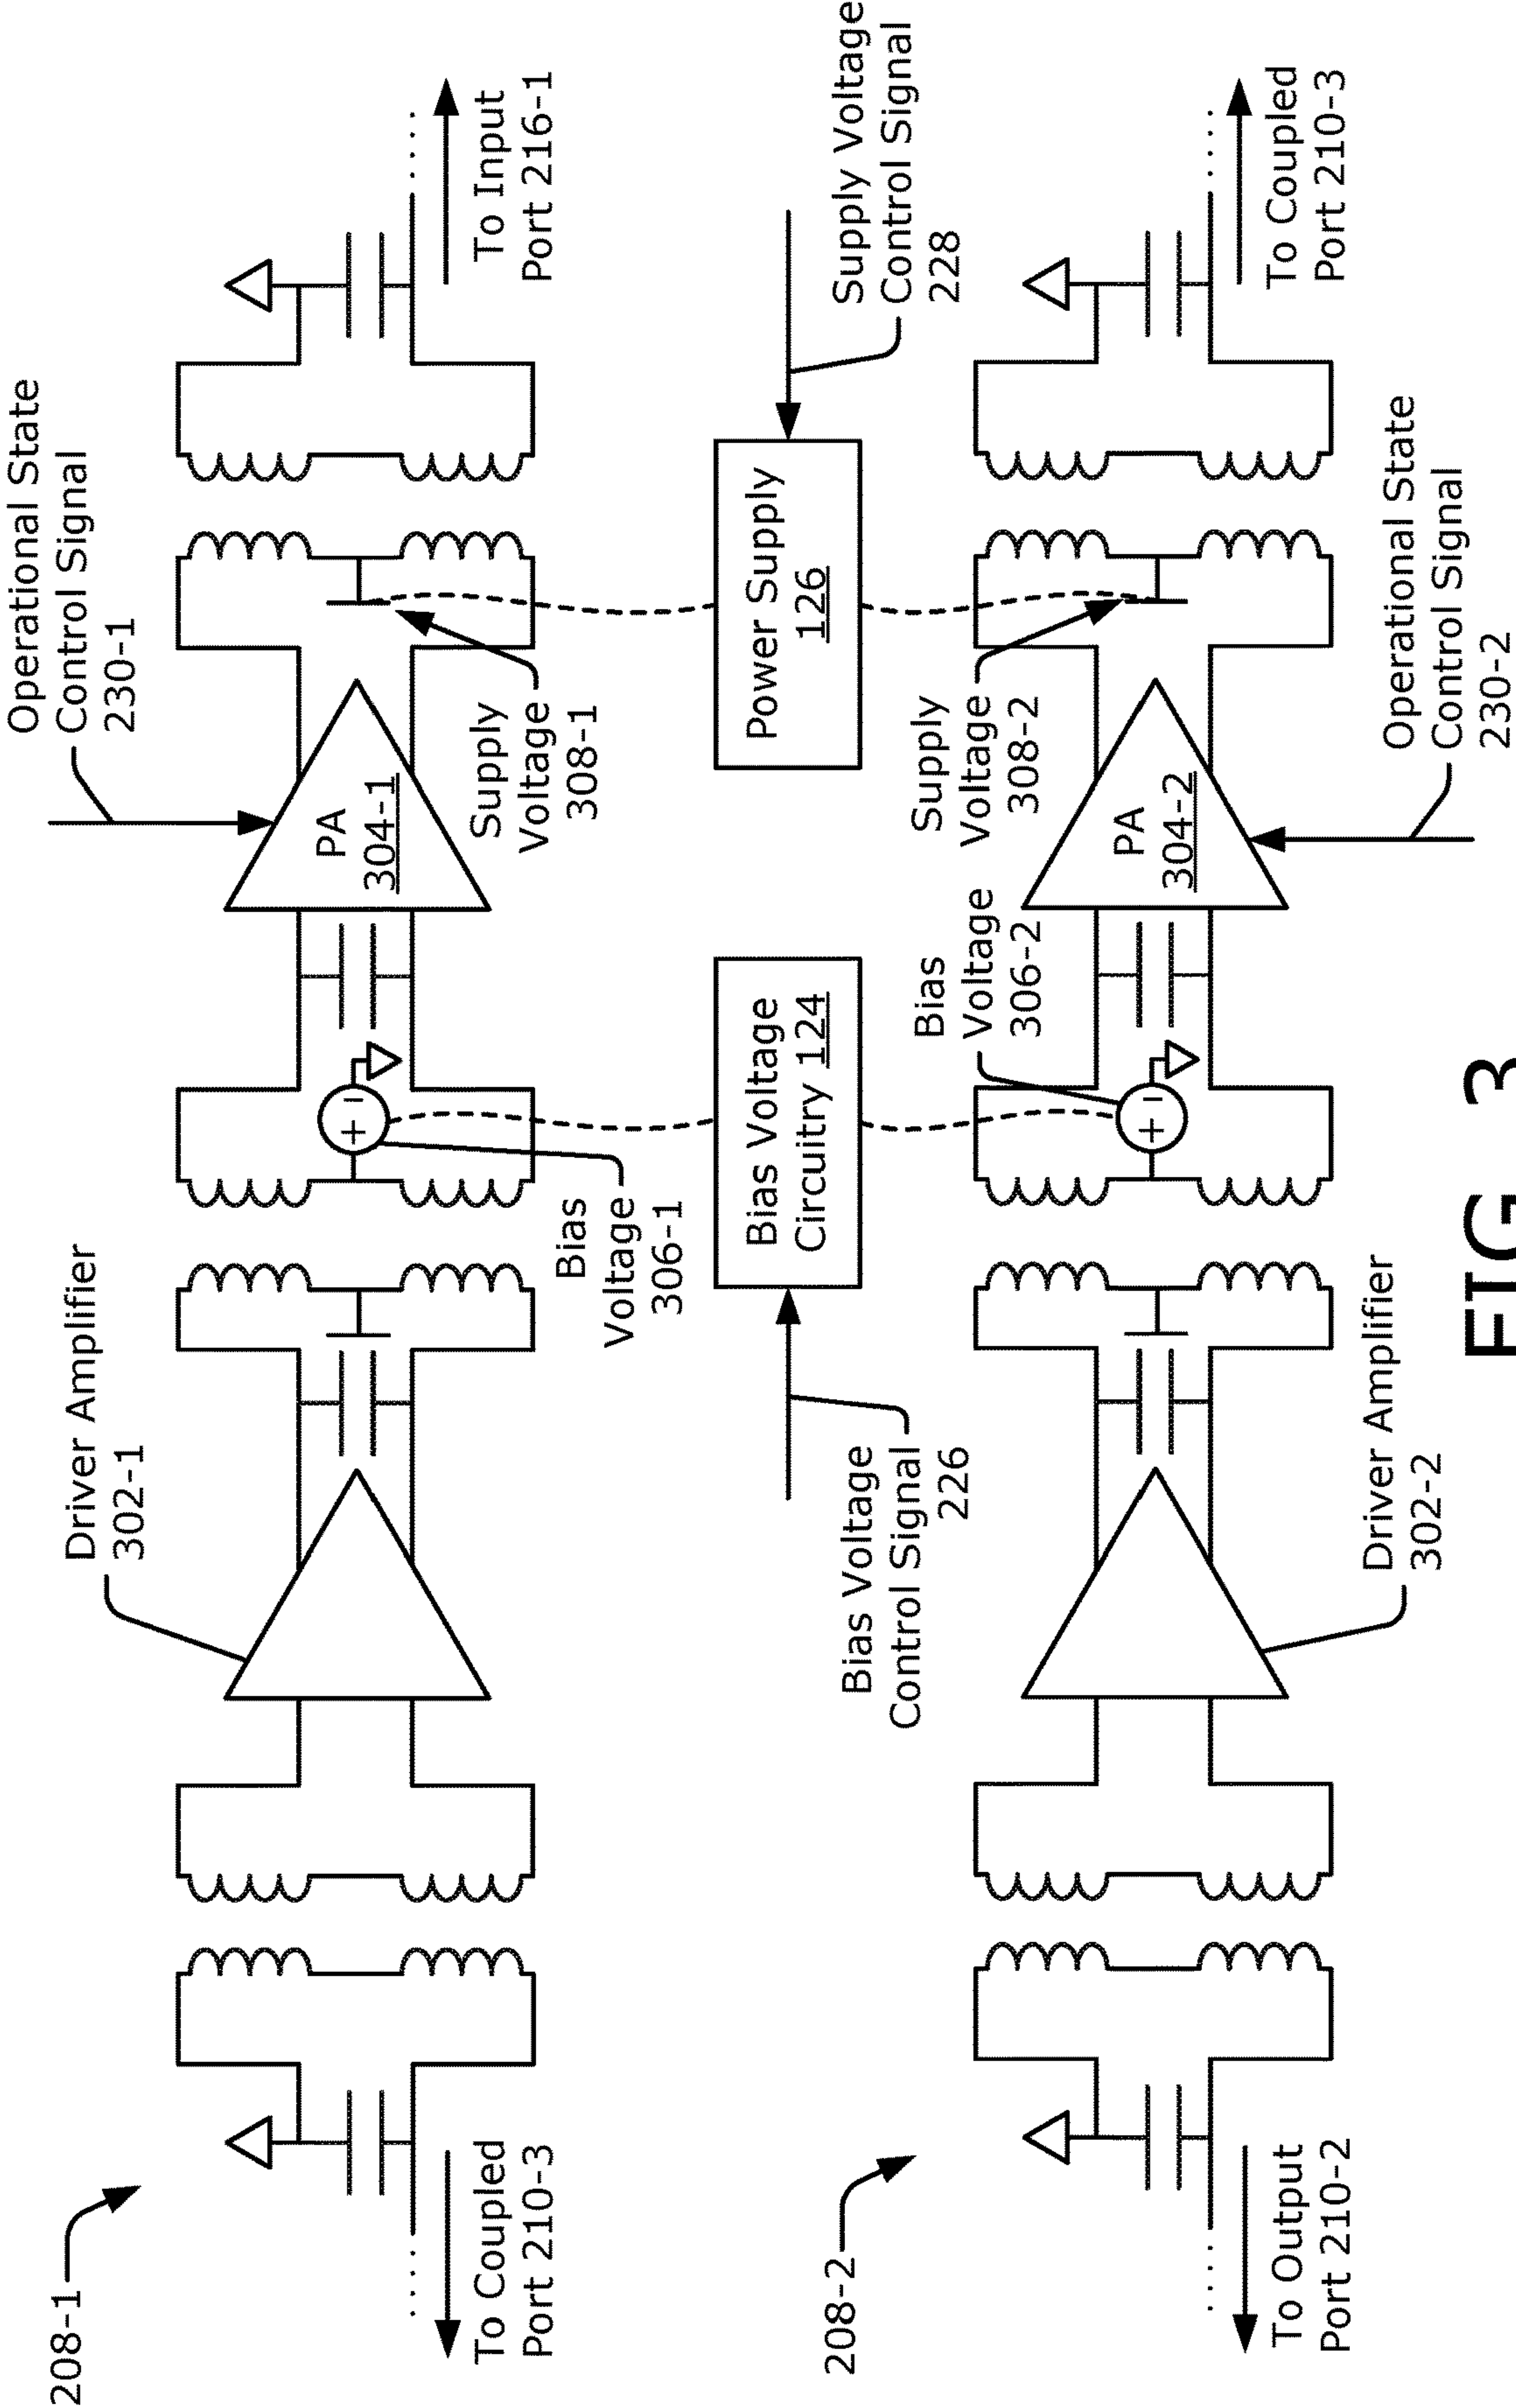 208-1
To Coupled
Port 210-3
Driver Amplifier
302-1
Bias
Voltage
306-1
Operational State
Control Signal
230-1
PA
304-1
Supply
Voltage
308-1
To Input
Port 216-1
Bias Voltage
Control Signal
226
Bias Voltage
Circuitry 124
Power Supply
126
Supply Voltage
Control Signal
228
208-2
To Output
Port 210-2
Driver Amplifier
302-2
Bias
Voltage
306-2
PA
304-2
Supply
Voltage
308-2
Operational State
Control Signal
230-2
To Coupled
Port 210-3
+ −
+ −
FIG. 3